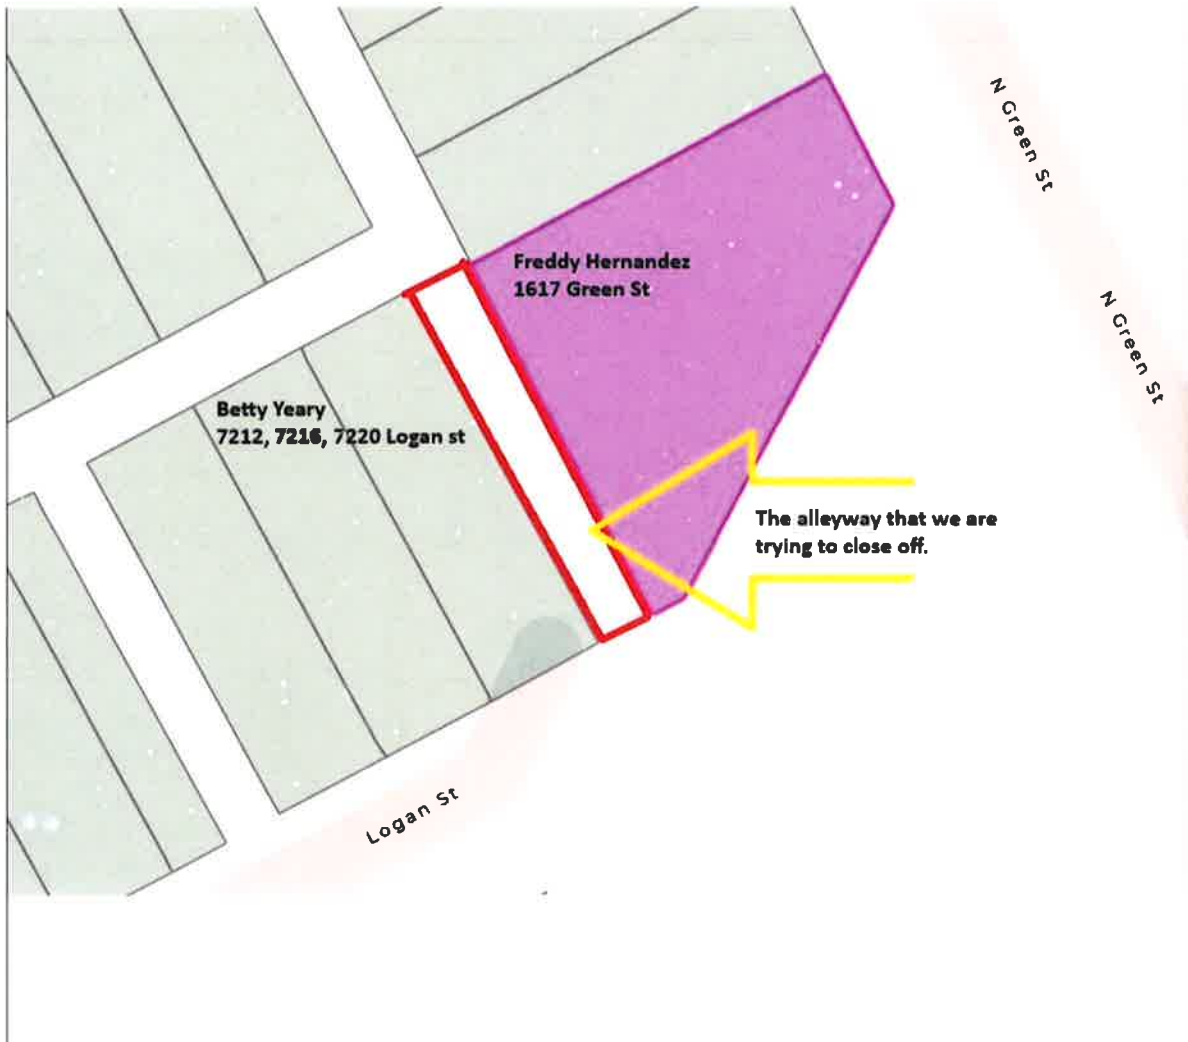 N Green St
Freddy Hernandez
1617 Green St
N Green St
Betty Yeary
7212, 7216, 7220 Logan st
The alleyway that we are
trying to close off.
Logan St